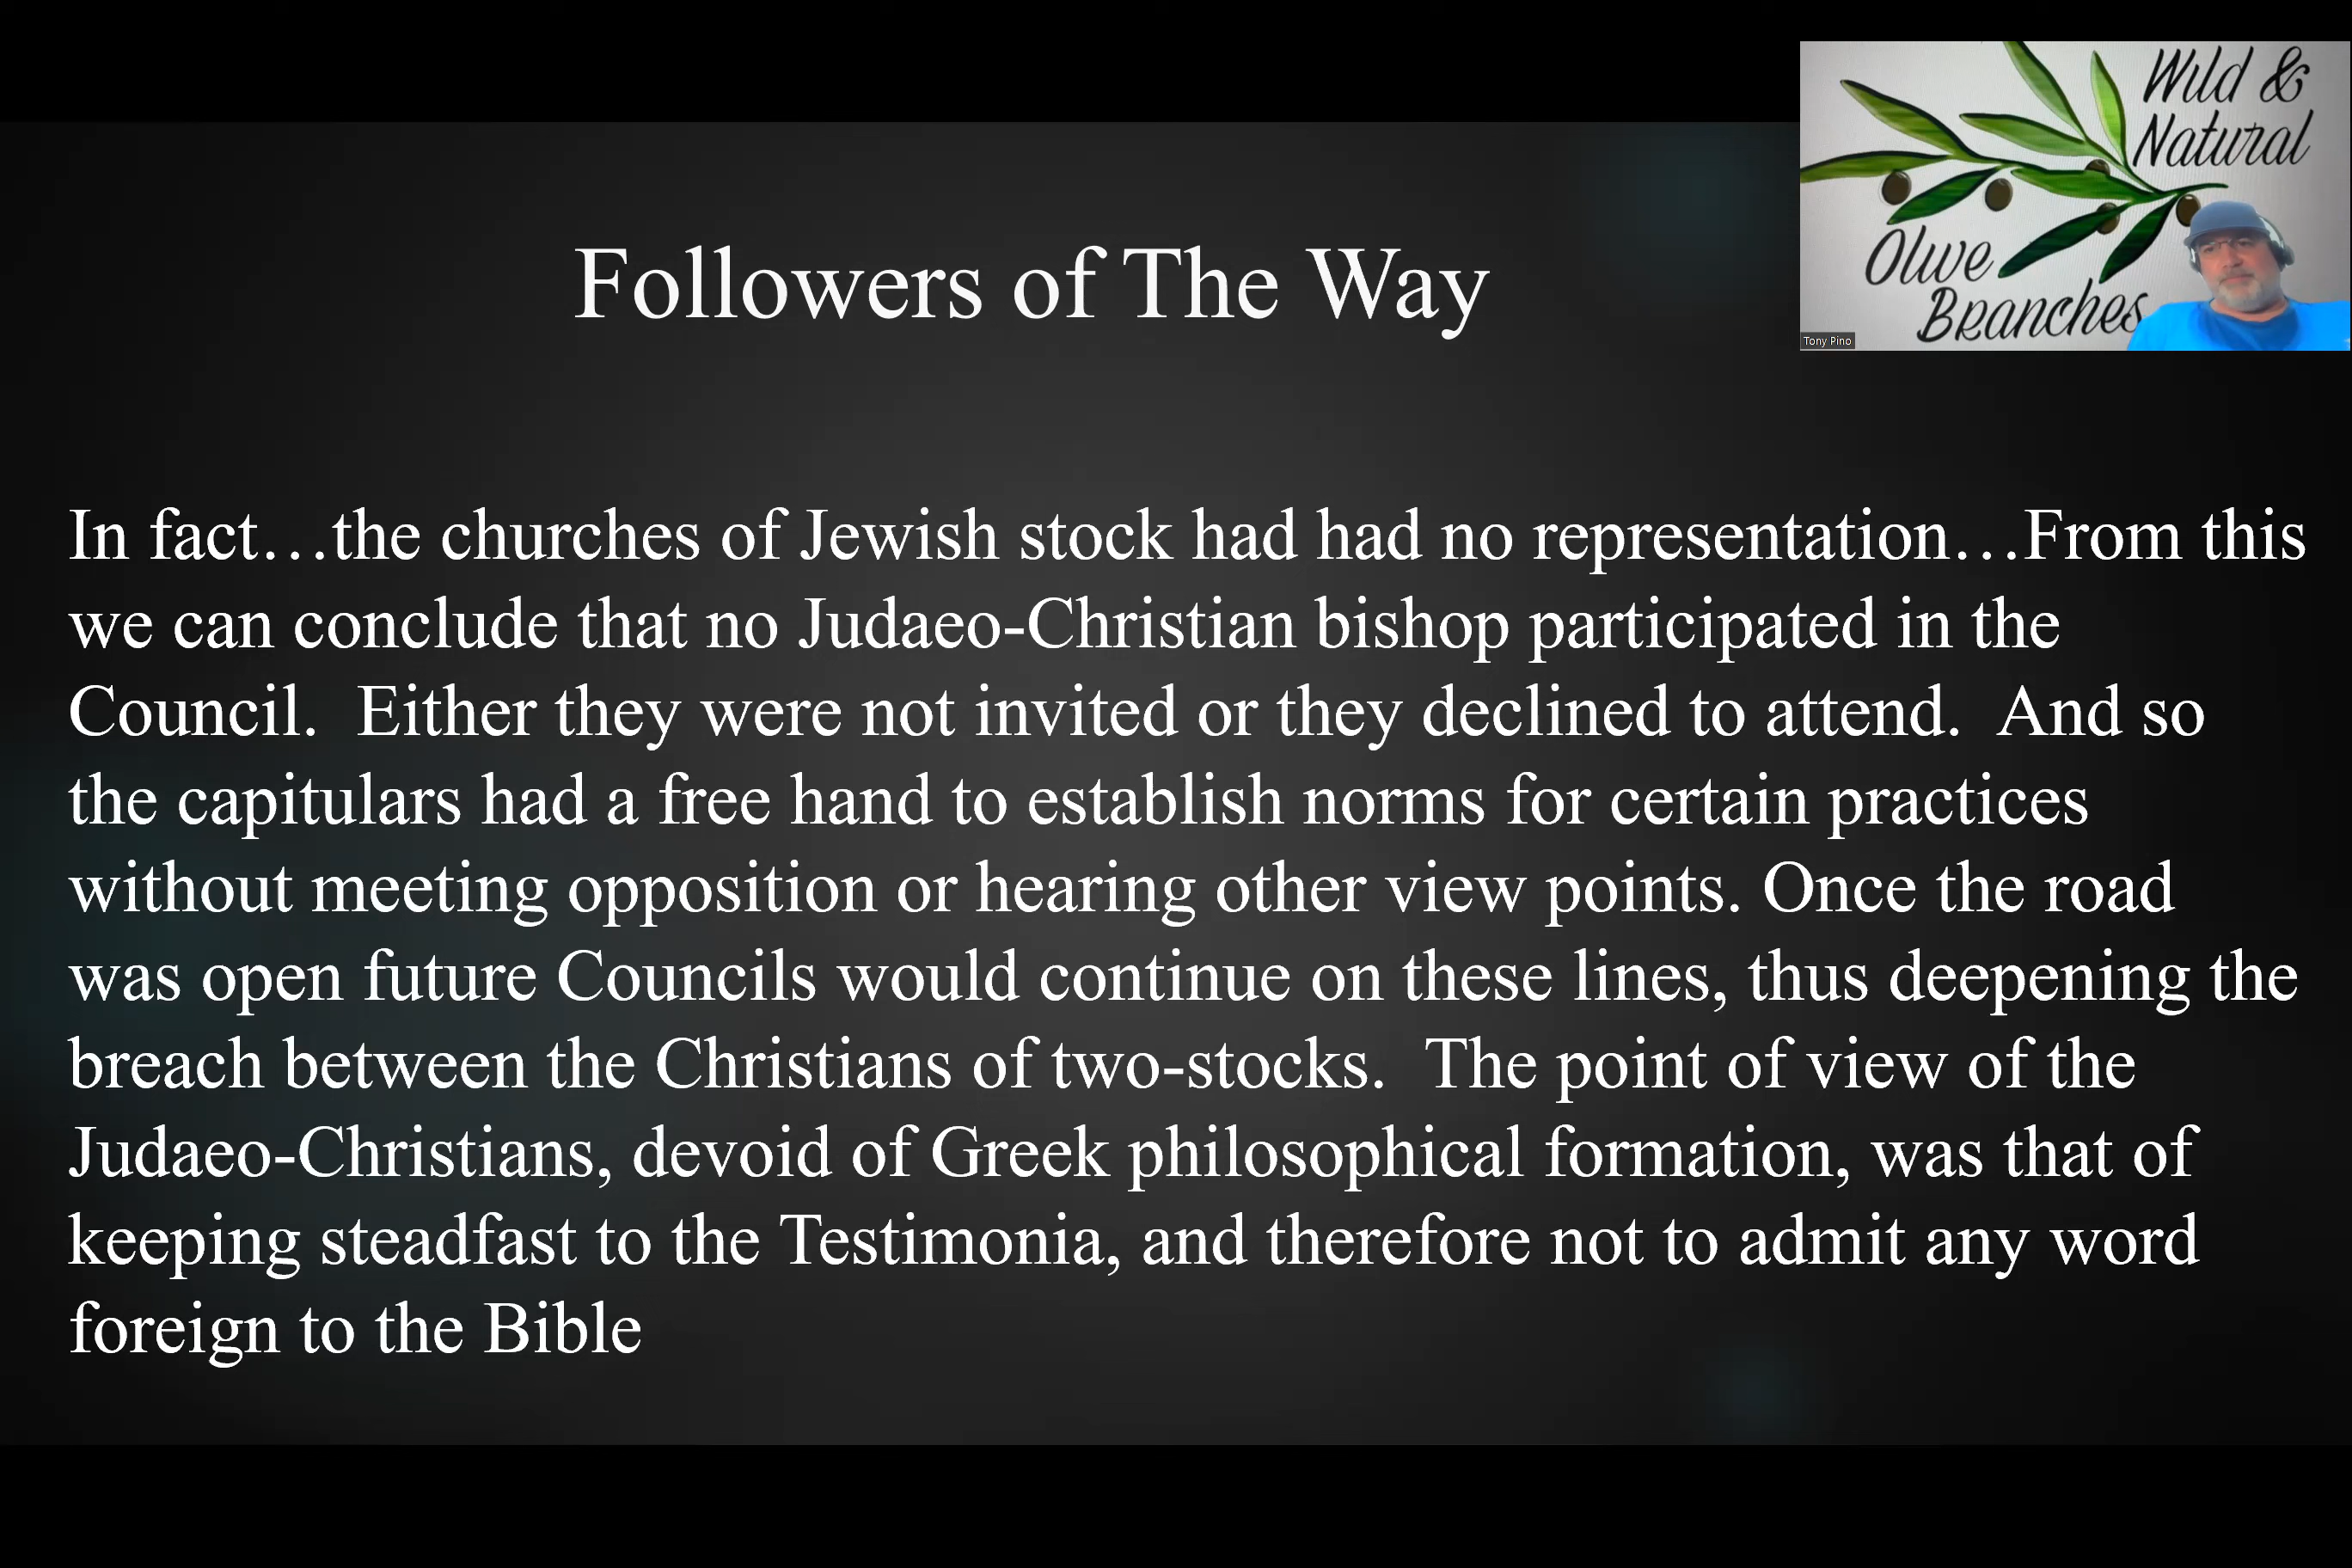 Wild &
Natural
Olive
Branches
Tony Pino
Followers of The Way
In fact…the churches of Jewish stock had had no representation…From this
we can conclude that no Judaeo-Christian bishop participated in the
Council.  Either they were not invited or they declined to attend.  And so
the capitulars had a free hand to establish norms for certain practices
without meeting opposition or hearing other view points. Once the road
was open future Councils would continue on these lines, thus deepening the
breach between the Christians of two-stocks.  The point of view of the
Judaeo-Christians, devoid of Greek philosophical formation, was that of
keeping steadfast to the Testimonia, and therefore not to admit any word
foreign to the Bible